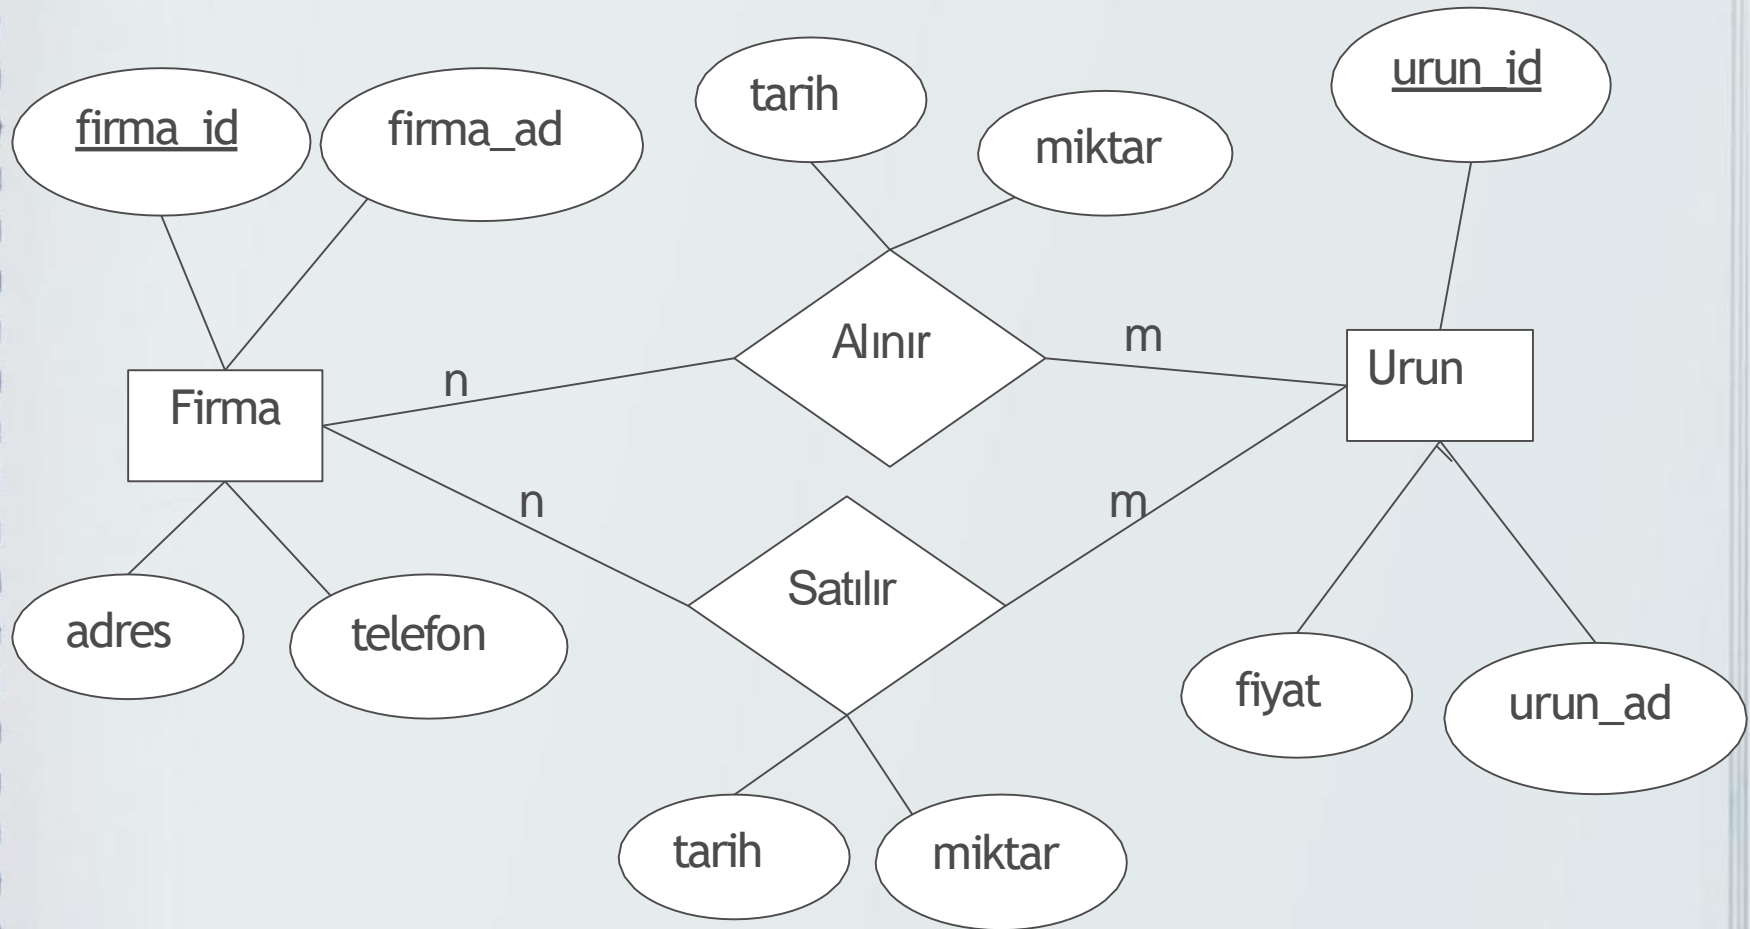 urun_id
tarih
firma_id
firma_ad
miktar
Alınır
m
Urun
n
Firma
n
m
Satılır
adres
telefon
fiyat
urun_ad
tarih
miktar